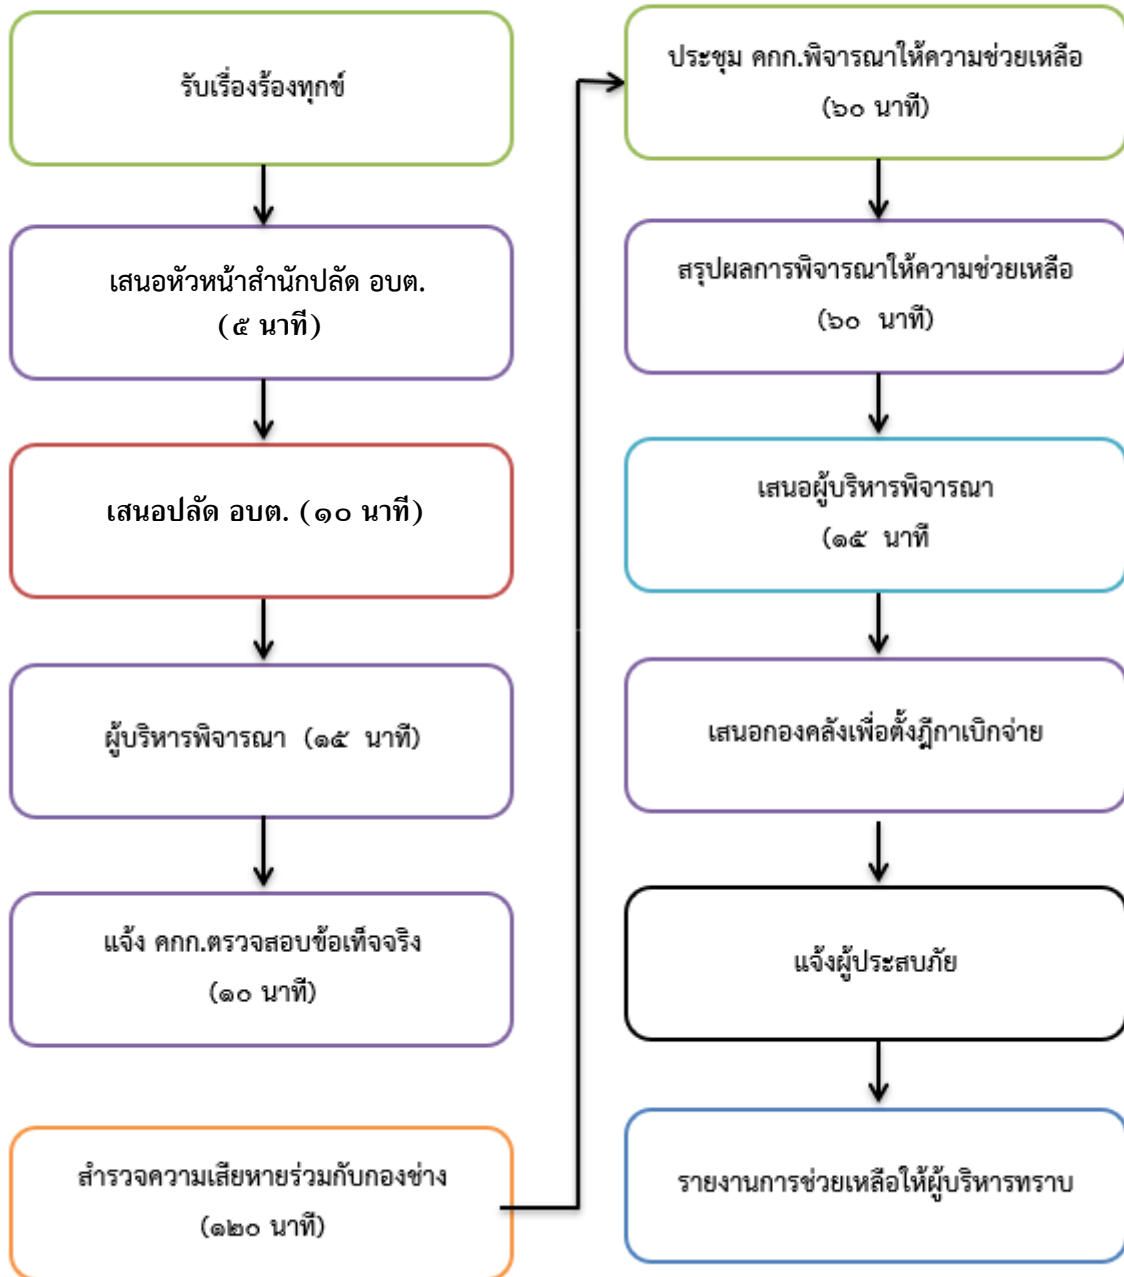 รับเรื่องร้องทุกข์
เสนอหัวหน้าสำนักปลัด อบต.
(๕ นาที)
เสนอปลัด อบต. (๑๐ นาที)
ผู้บริหารพิจารณา (๑๕ นาที)
แจ้ง คกก.ตรวจสอบข้อเท็จจริง
(๑๐ นาที)
สำรวจความเสียหายร่วมกับกองช่าง
(๑๒๐ นาที)
ประชุม คกก.พิจารณาให้ความช่วยเหลือ
(๖๐ นาที)
สรุปผลการพิจารณาให้ความช่วยเหลือ
(๖๐ นาที)
เสนอผู้บริหารพิจารณา
(๑๕ นาที
เสนอกองคลังเพื่อตั้งฎีกาเบิกจ่าย
แจ้งผู้ประสบภัย
รายงานการช่วยเหลือให้ผู้บริหารทราบ